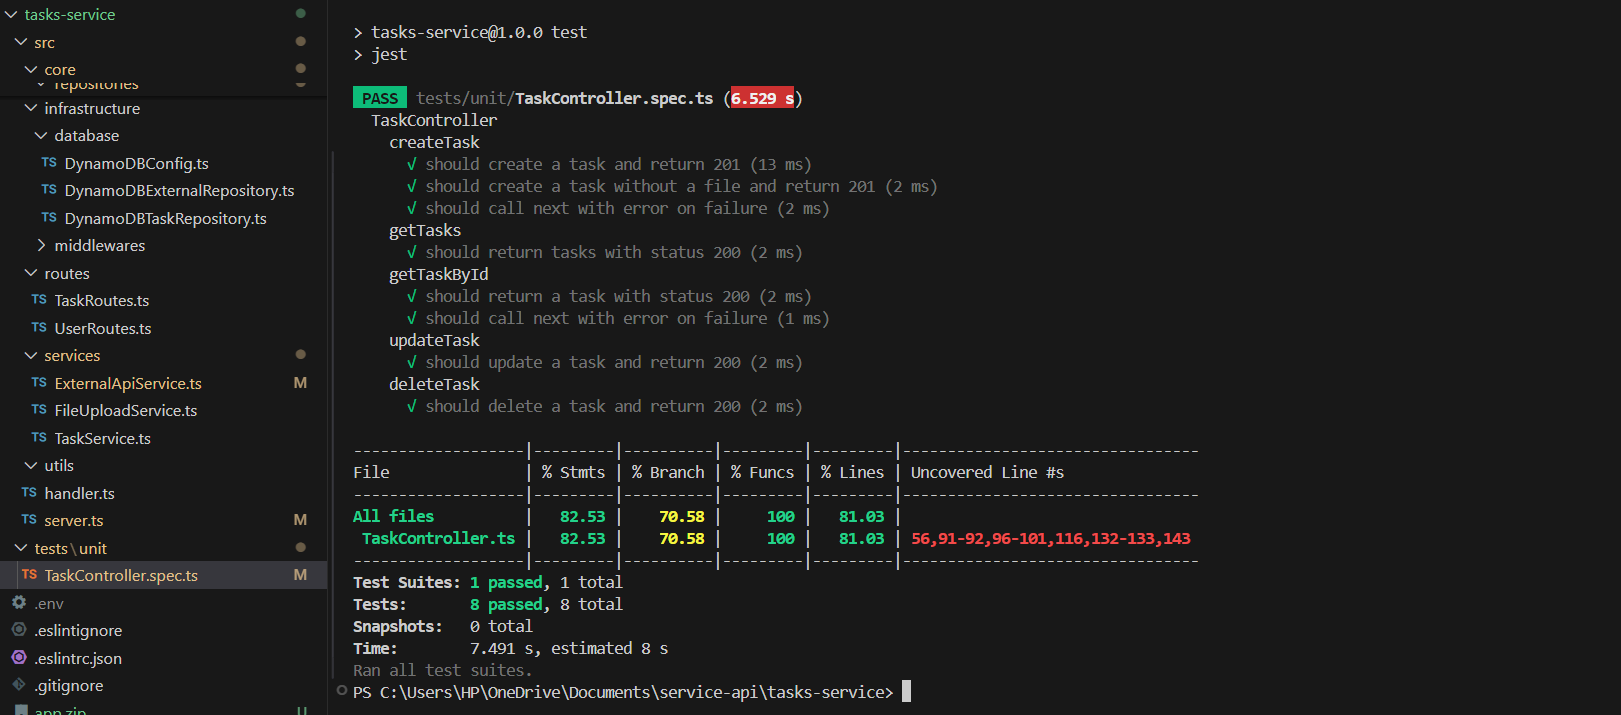 tasks-service
src
core
repositories
infrastructure
database
TS DynamoDBConfig.ts
TS DynamoDBExternalRepository.ts
TS DynamoDBTaskRepository.ts
middlewares
routes
TS TaskRoutes.ts
TS UserRoutes.ts
services
TS ExternalApiService.ts M
TS FileUploadService.ts
TS TaskService.ts
utils
TS handler.ts
TS server.ts M
tests\unit
TS TaskController.spec.ts M
.env
.eslintignore
.eslintrc.json
.gitignore
app.zip U
> tasks-service@1.0.0 test
> jest
PASS tests/unit/TaskController.spec.ts (6.529 s)
TaskController
createTask
√ should create a task and return 201 (13 ms)
√ should create a task without a file and return 201 (2 ms)
√ should call next with error on failure (2 ms)
getTasks
√ should return tasks with status 200 (2 ms)
getTaskById
√ should return a task with status 200 (2 ms)
√ should call next with error on failure (1 ms)
updateTask
√ should update a task and return 200 (2 ms)
deleteTask
√ should delete a task and return 200 (2 ms)
-------------------|---------|----------|---------|---------|---------------------------------
File | % Stmts | % Branch | % Funcs | % Lines | Uncovered Line #s
-------------------|---------|----------|---------|---------|---------------------------------
All files | 82.53 | 70.58 | 100 | 81.03 |
TaskController.ts | 82.53 | 70.58 | 100 | 81.03 | 56,91-92,96-101,116,132-133,143
-------------------|---------|----------|---------|---------|---------------------------------
Test Suites: 1 passed, 1 total
Tests: 8 passed, 8 total
Snapshots: 0 total
Time: 7.491 s, estimated 8 s
Ran all test suites.
PS C:\Users\HP\OneDrive\Documents\service-api\tasks-service>